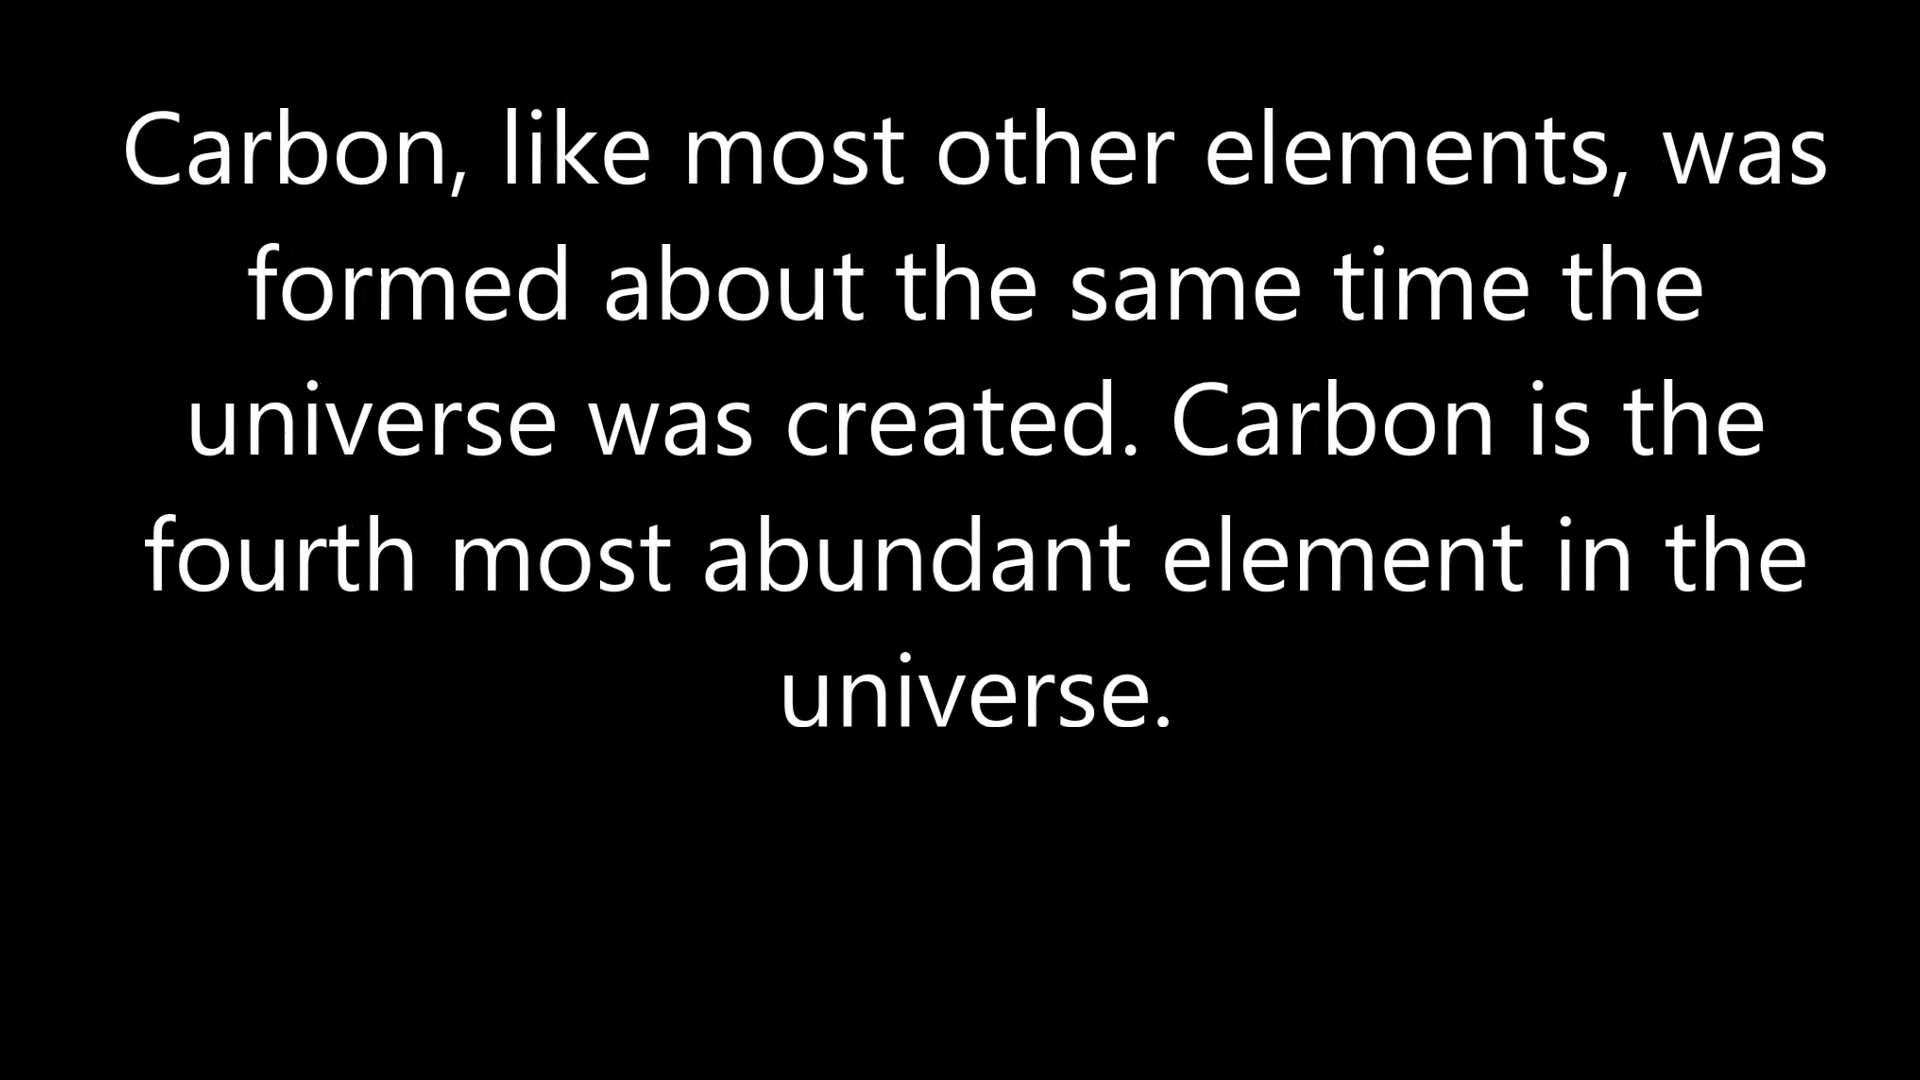 Carbon, like most other elements, was
formed about the same time the
universe was created. Carbon is the
fourth most abundant element in the
universe.